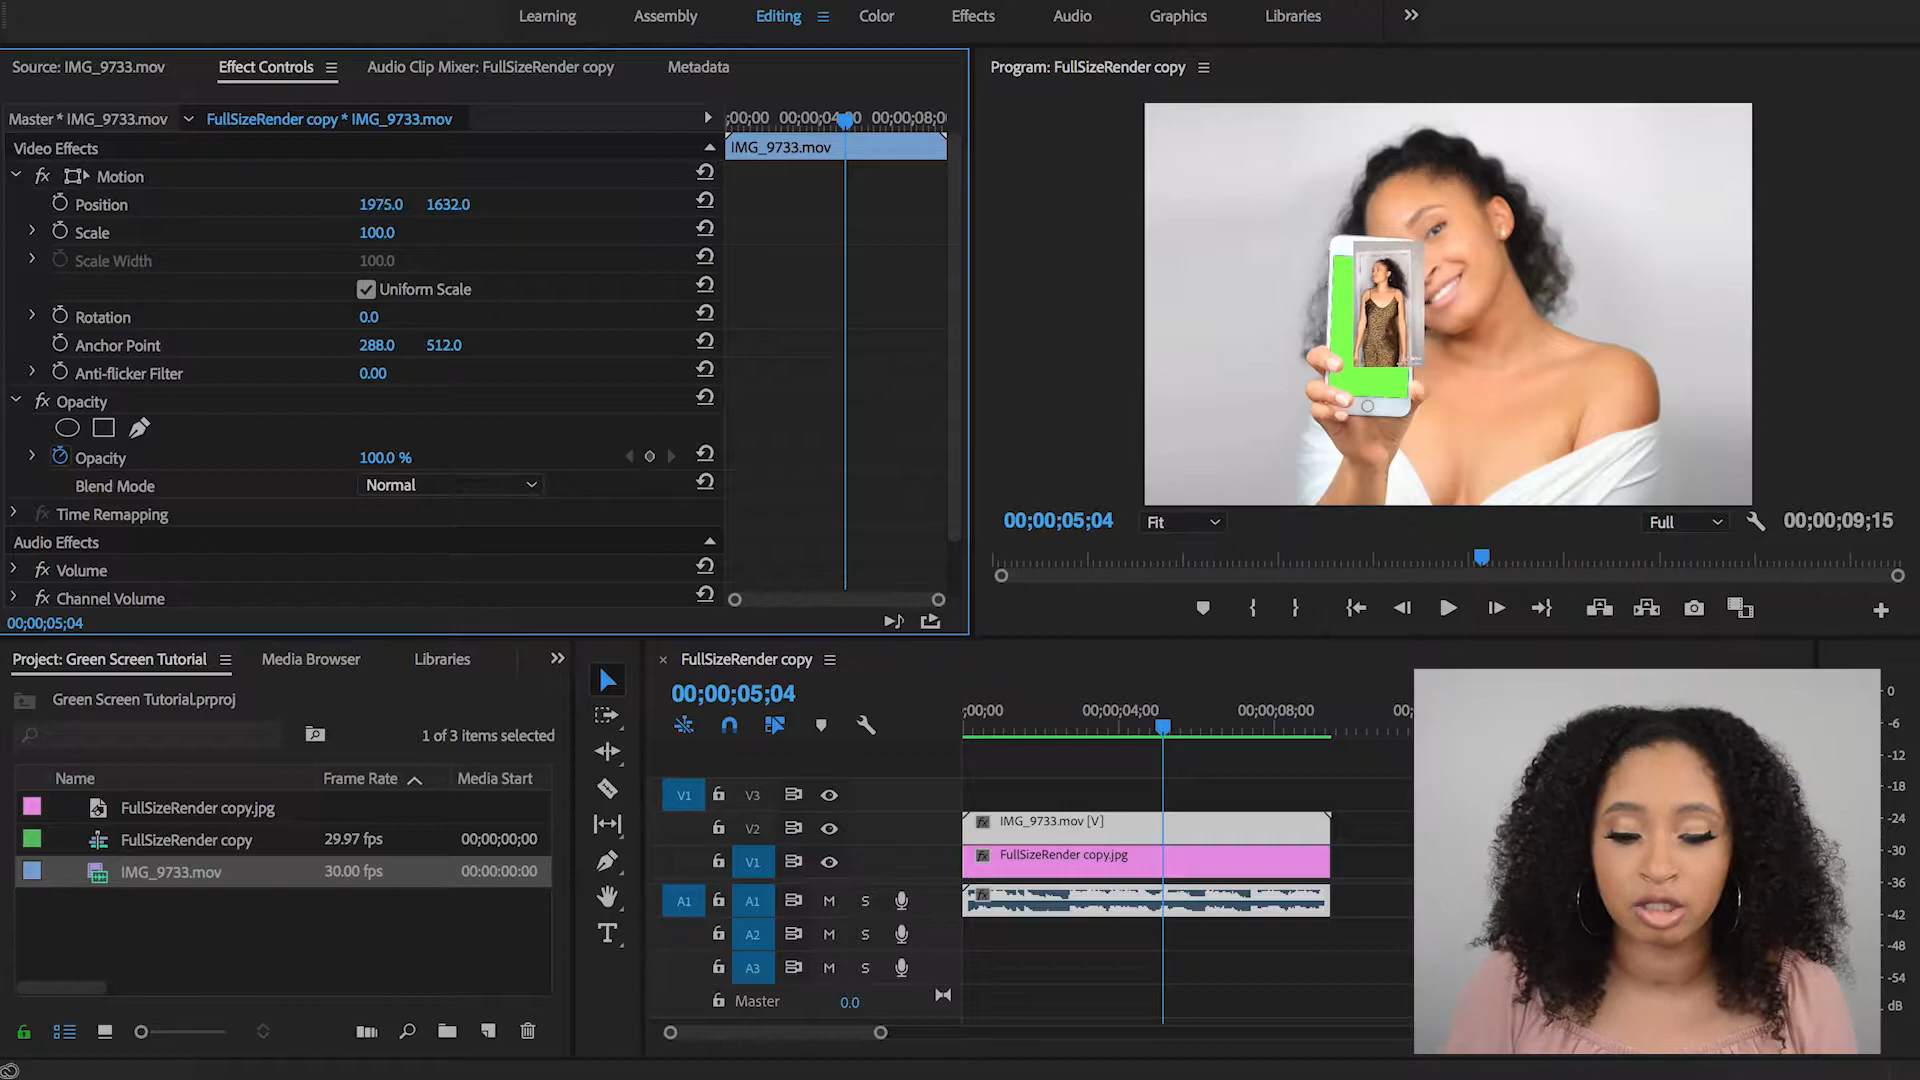 Learning Assembly Editing Color Effects Audio Graphics Libraries
Source: IMG_9733.mov Effect Controls Audio Clip Mixer: FullSizeRender copy Metadata
Program: FullSizeRender copy
Master * IMG_9733.mov FullSizeRender copy * IMG_9733.mov
;00;00 00;00;04;00 00;00;08;0
IMG_9733.mov
Video Effects
fx Motion
Position 1975.0 1632.0
Scale 100.0
Scale Width 100.0
Uniform Scale
Rotation 0.0
Anchor Point 288.0 512.0
Anti-flicker Filter 0.00
fx Opacity
Opacity 100.0 %
Blend Mode Normal
fx Time Remapping
Audio Effects
fx Volume
fx Channel Volume
00;00;05;04
00;00;05;04 Fit Full 00;00;09;15
Project: Green Screen Tutorial Media Browser Libraries
Green Screen Tutorial.prproj
1 of 3 items selected
Name Frame Rate Media Start
FullSizeRender copy.jpg
FullSizeRender copy 29.97 fps 00;00;00;00
IMG_9733.mov 30.00 fps 00:00:00:00
T
× FullSizeRender copy
00;00;05;04
;00;00 00;00;04;00 00;00;08;00 00;
V1 V3
V2 fx IMG_9733.mov [V]
V1 fx FullSizeRender copy.jpg
A1 A1 M S fx
A2 M S
A3 M S
Master 0.0
0
-6
-12
-18
-24
-30
-36
-42
-48
-54
dB